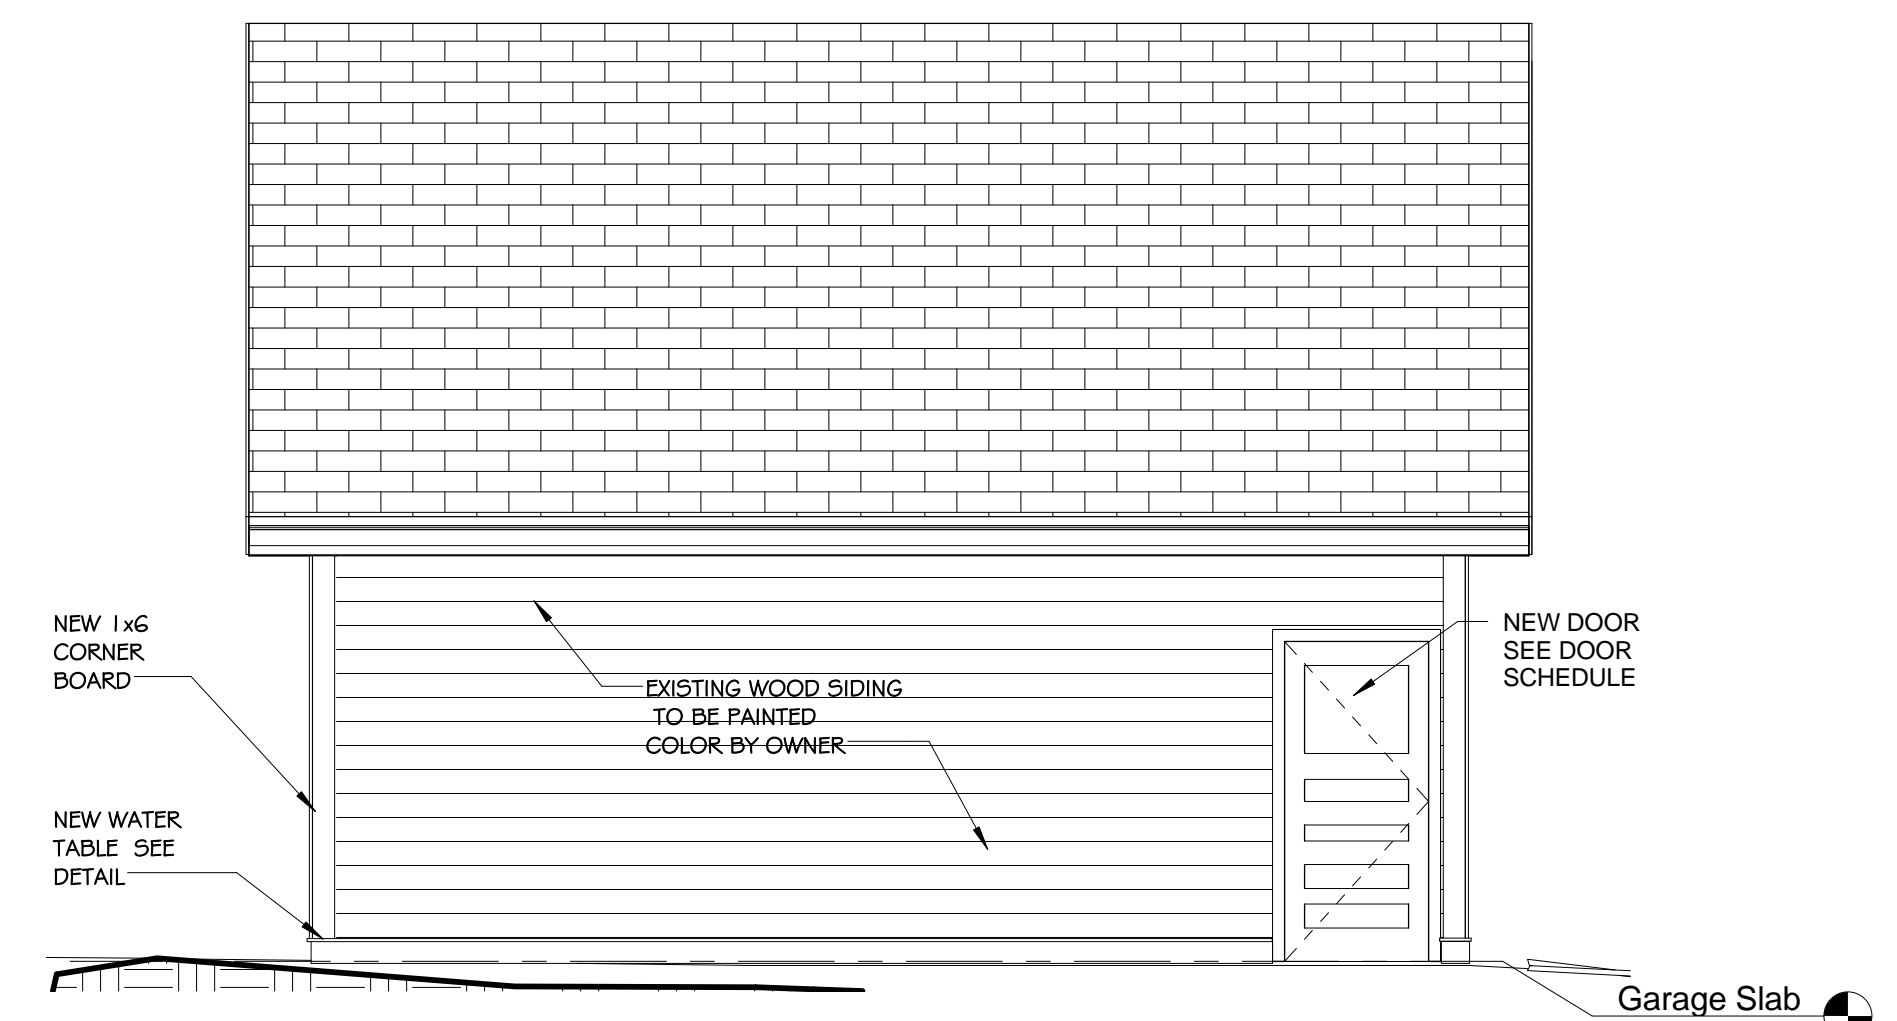 NEW 1x6
CORNER
BOARD
NEW WATER
TABLE SEE
DETAIL
EXISTING WOOD SIDING
TO BE PAINTED
COLOR BY OWNER
NEW DOOR
SEE DOOR
SCHEDULE
Garage Slab